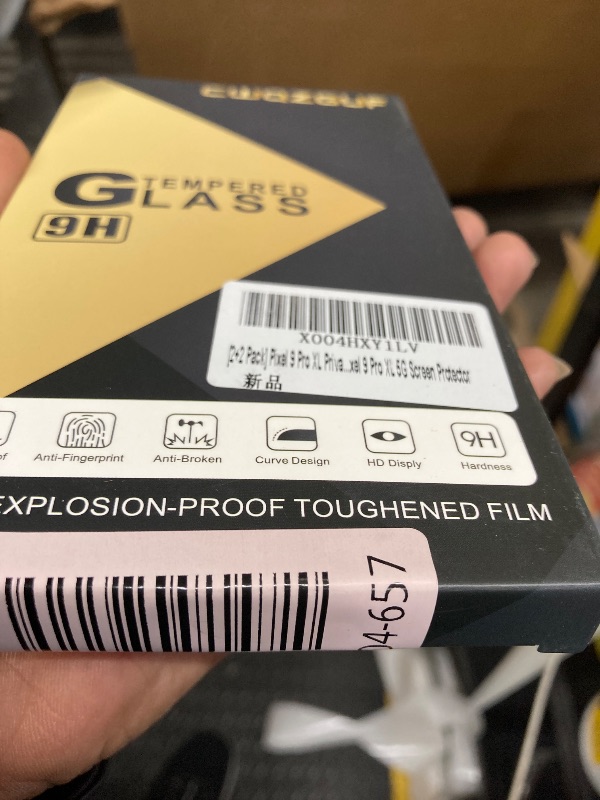 CWQZGUF
TEMPERED
GLASS
9H
X004HXY1LV
[2+2 Pack] Pixel 9 Pro XL Priva...xel 9 Pro XL 5G Screen Protector
新品
Anti-Fingerprint
Anti-Broken
Curve Design
HD Disply
9H
Hardness
EXPLOSION-PROOF TOUGHENED FILM
04-657